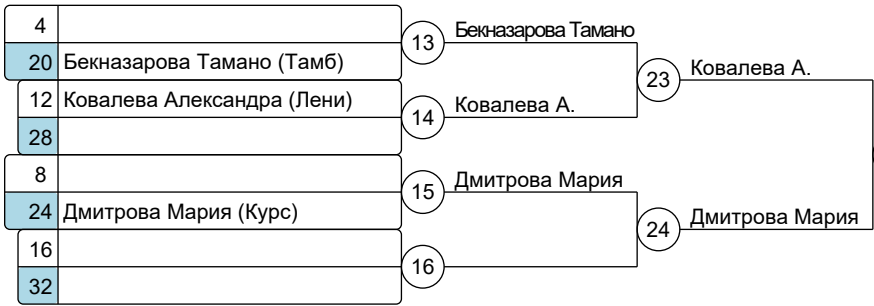 4
20 Бекназарова Тамано (Тамб)
12 Ковалева Александра (Лени)
28
8
24 Дмитрова Мария (Курс)
16
32
13
Бекназарова Тамано
14
Ковалева А.
15
Дмитрова Мария
16
23
Ковалева А.
24
Дмитрова Мария